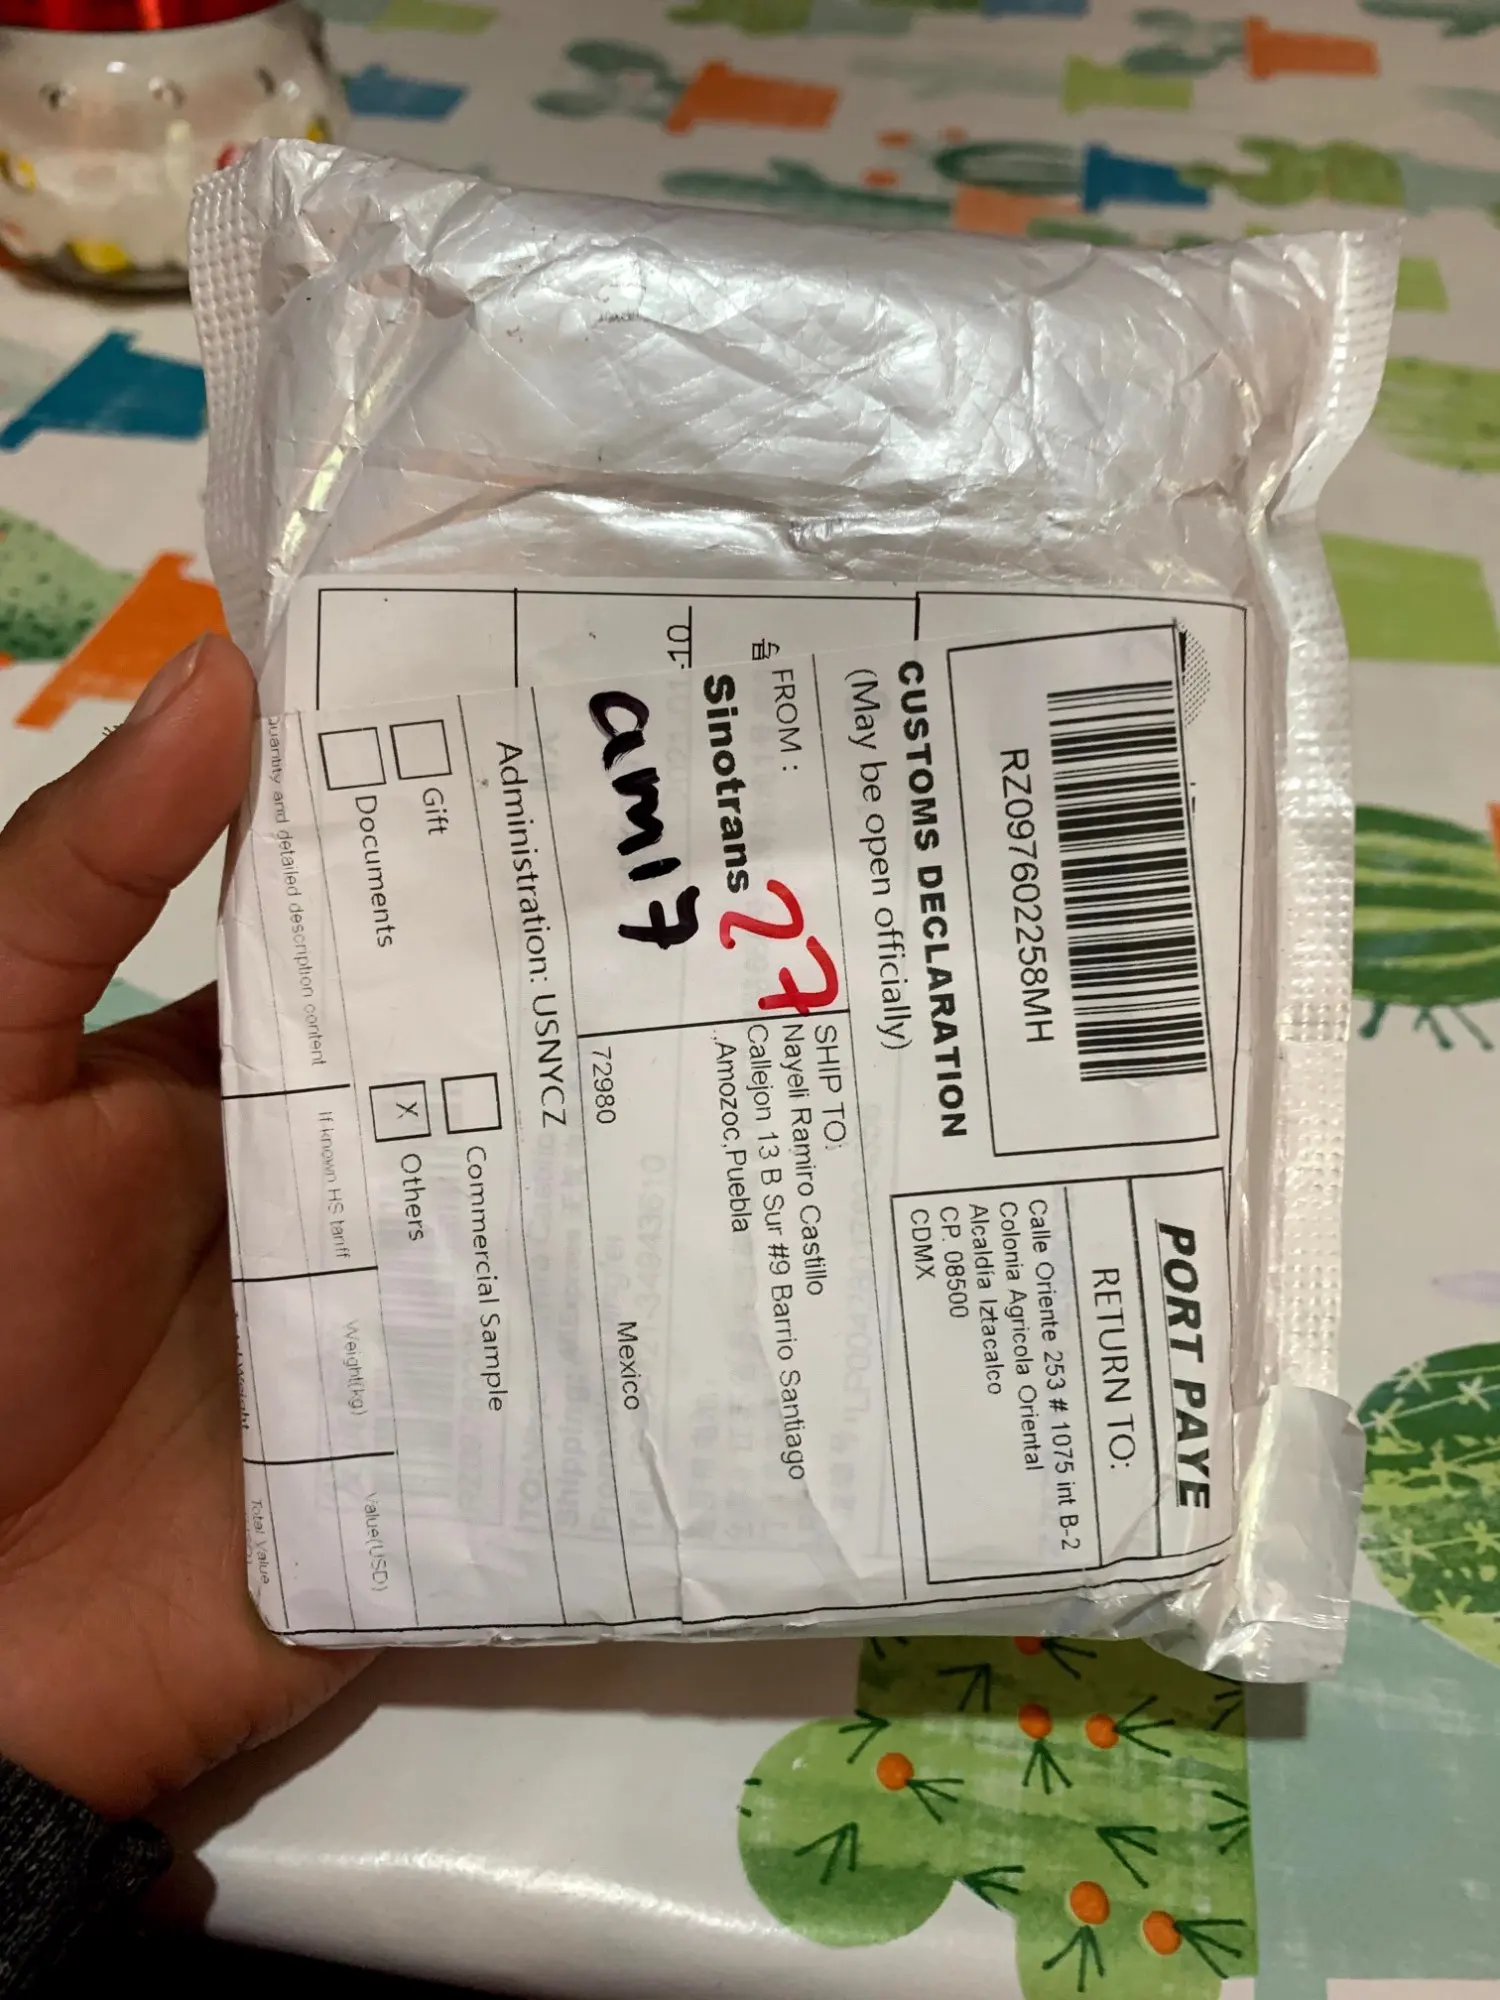 RZ097602258MH
PORT PAYE
RETURN TO:
Calle Oriente 253 # 1075 int B-2
Colonia Agricola Oriental
Alcaldía Iztacalco
CP. 08500
CDMX
CUSTOMS DECLARATION
(May be open officially)
FROM :
Sinotrans
27
ami7
SHIP TO:
Nayeli Ramiro Castillo
Callejon 13 B Sur #9 Barrio Santiago
.,Amozoc,Puebla
72980
Mexico
Administration: USNYCZ
Gift
Commercial Sample
Documents
X
Others
quantity and detailed description content
If known HS tariff
Weight(kg)
Value(USD)
Total Value